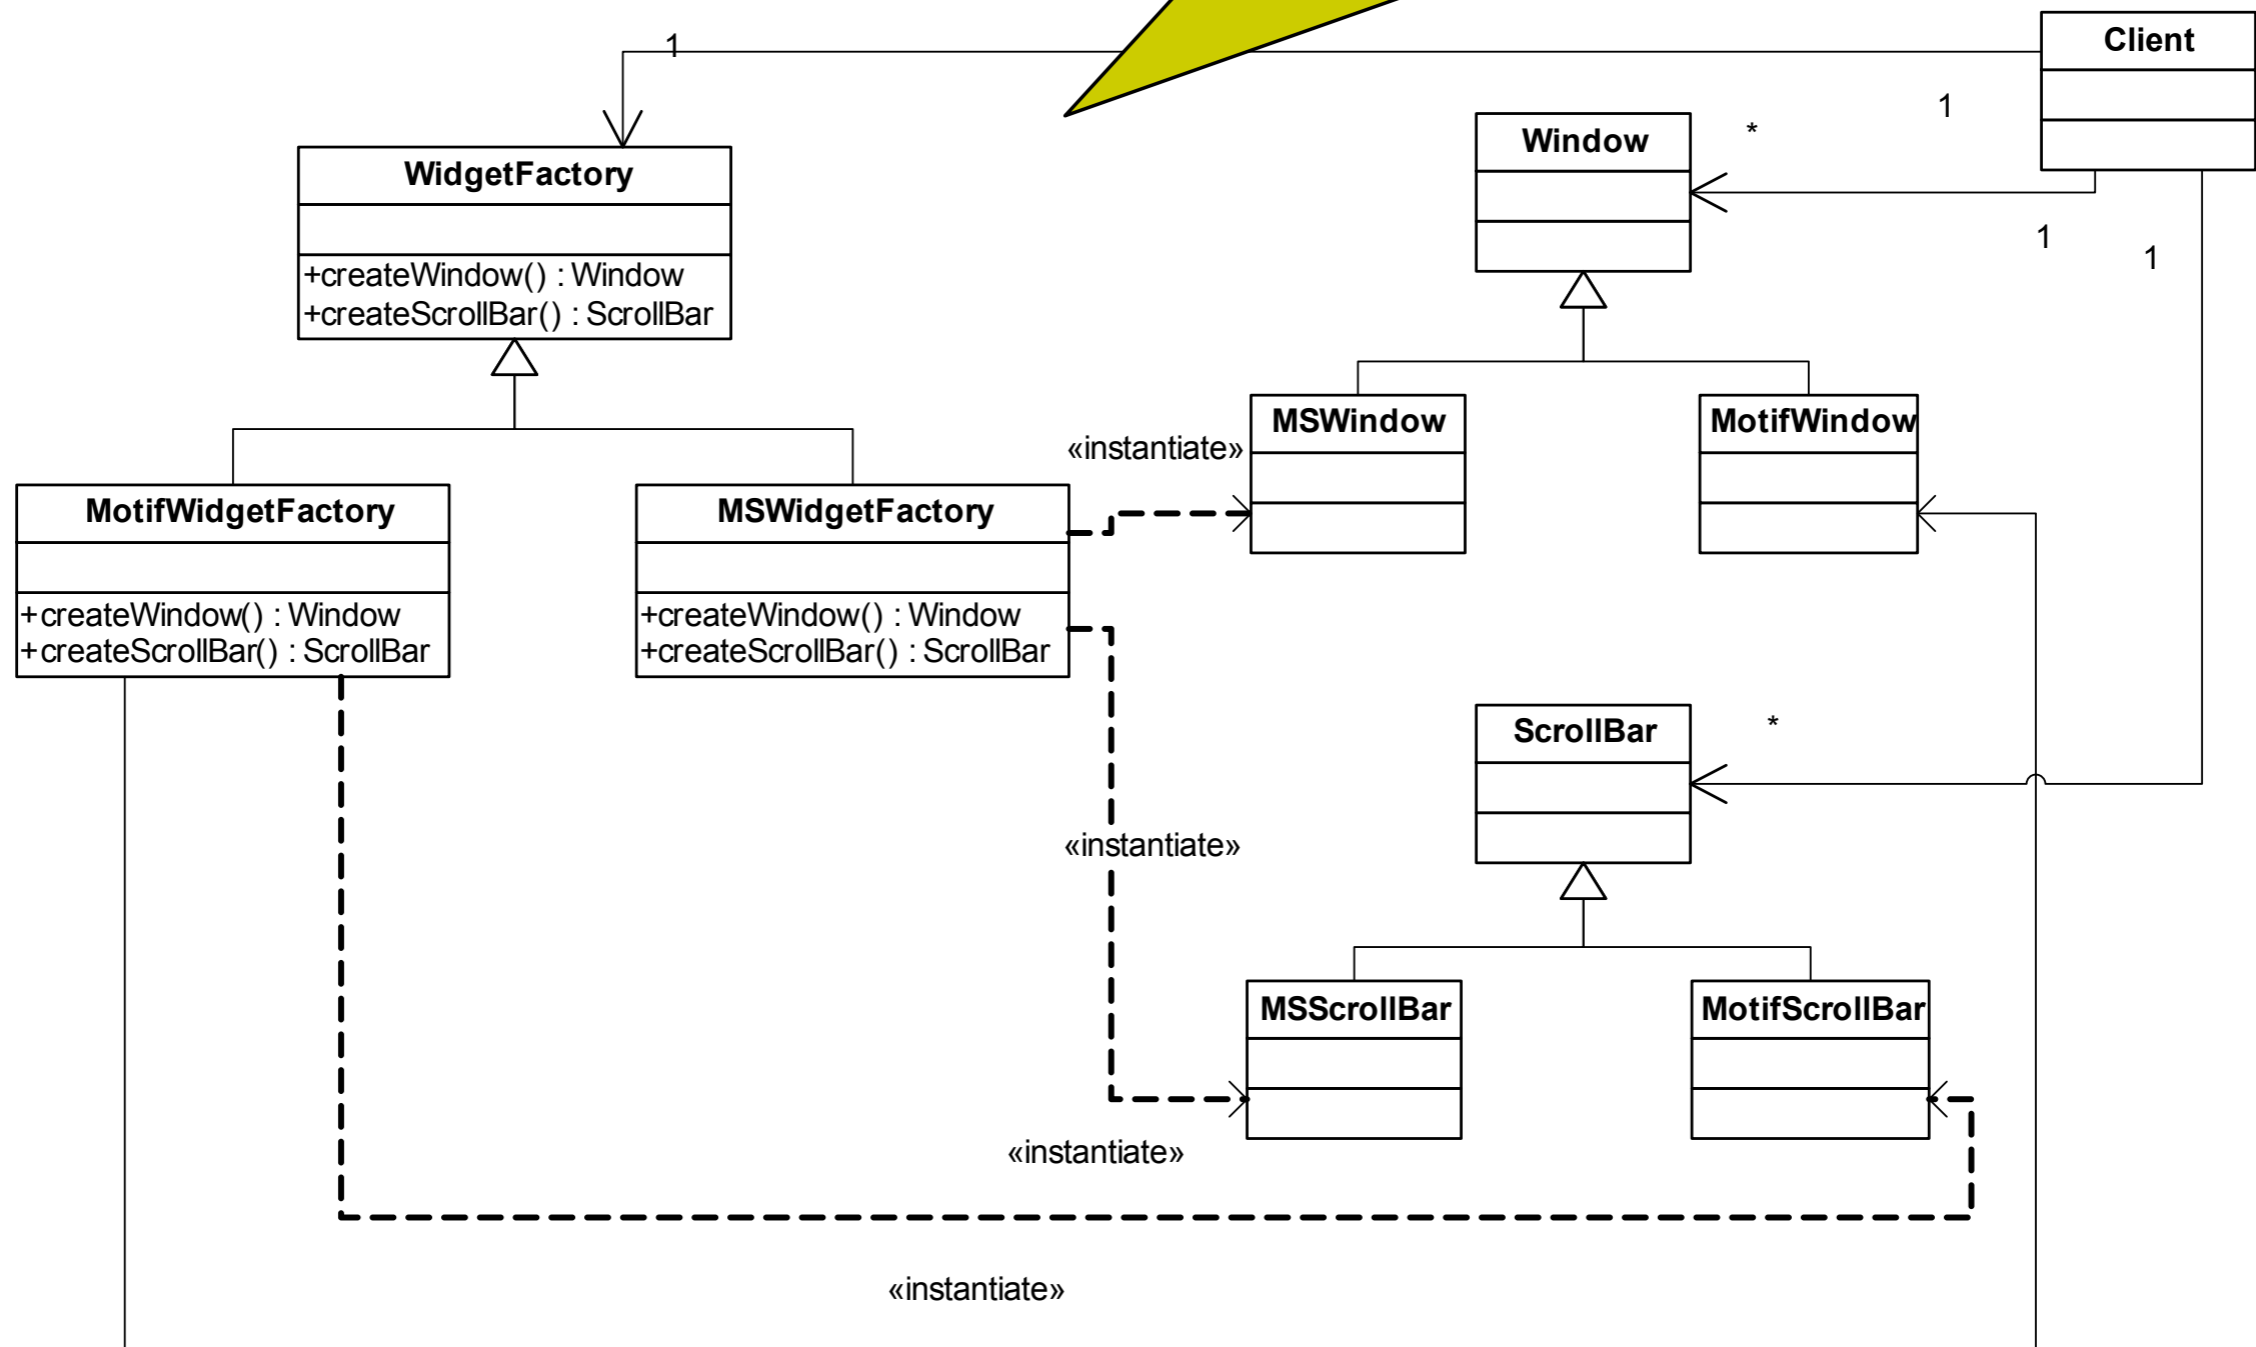 Client
1
1
*
Window
WidgetFactory
+createWindow() : Window
+createScrollBar() : ScrollBar
1
1
MSWindow
MotifWindow
«instantiate»
MotifWidgetFactory
+createWindow() : Window
+createScrollBar() : ScrollBar
MSWidgetFactory
+createWindow() : Window
+createScrollBar() : ScrollBar
ScrollBar
*
«instantiate»
MSScrollBar
MotifScrollBar
«instantiate»
«instantiate»